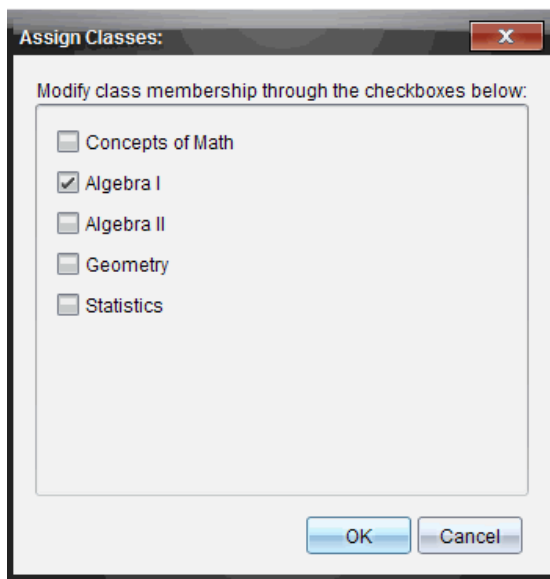 Assign Classes:
Modify class membership through the checkboxes below:
Concepts of Math
Algebra I
Algebra II
Geometry
Statistics
OK Cancel